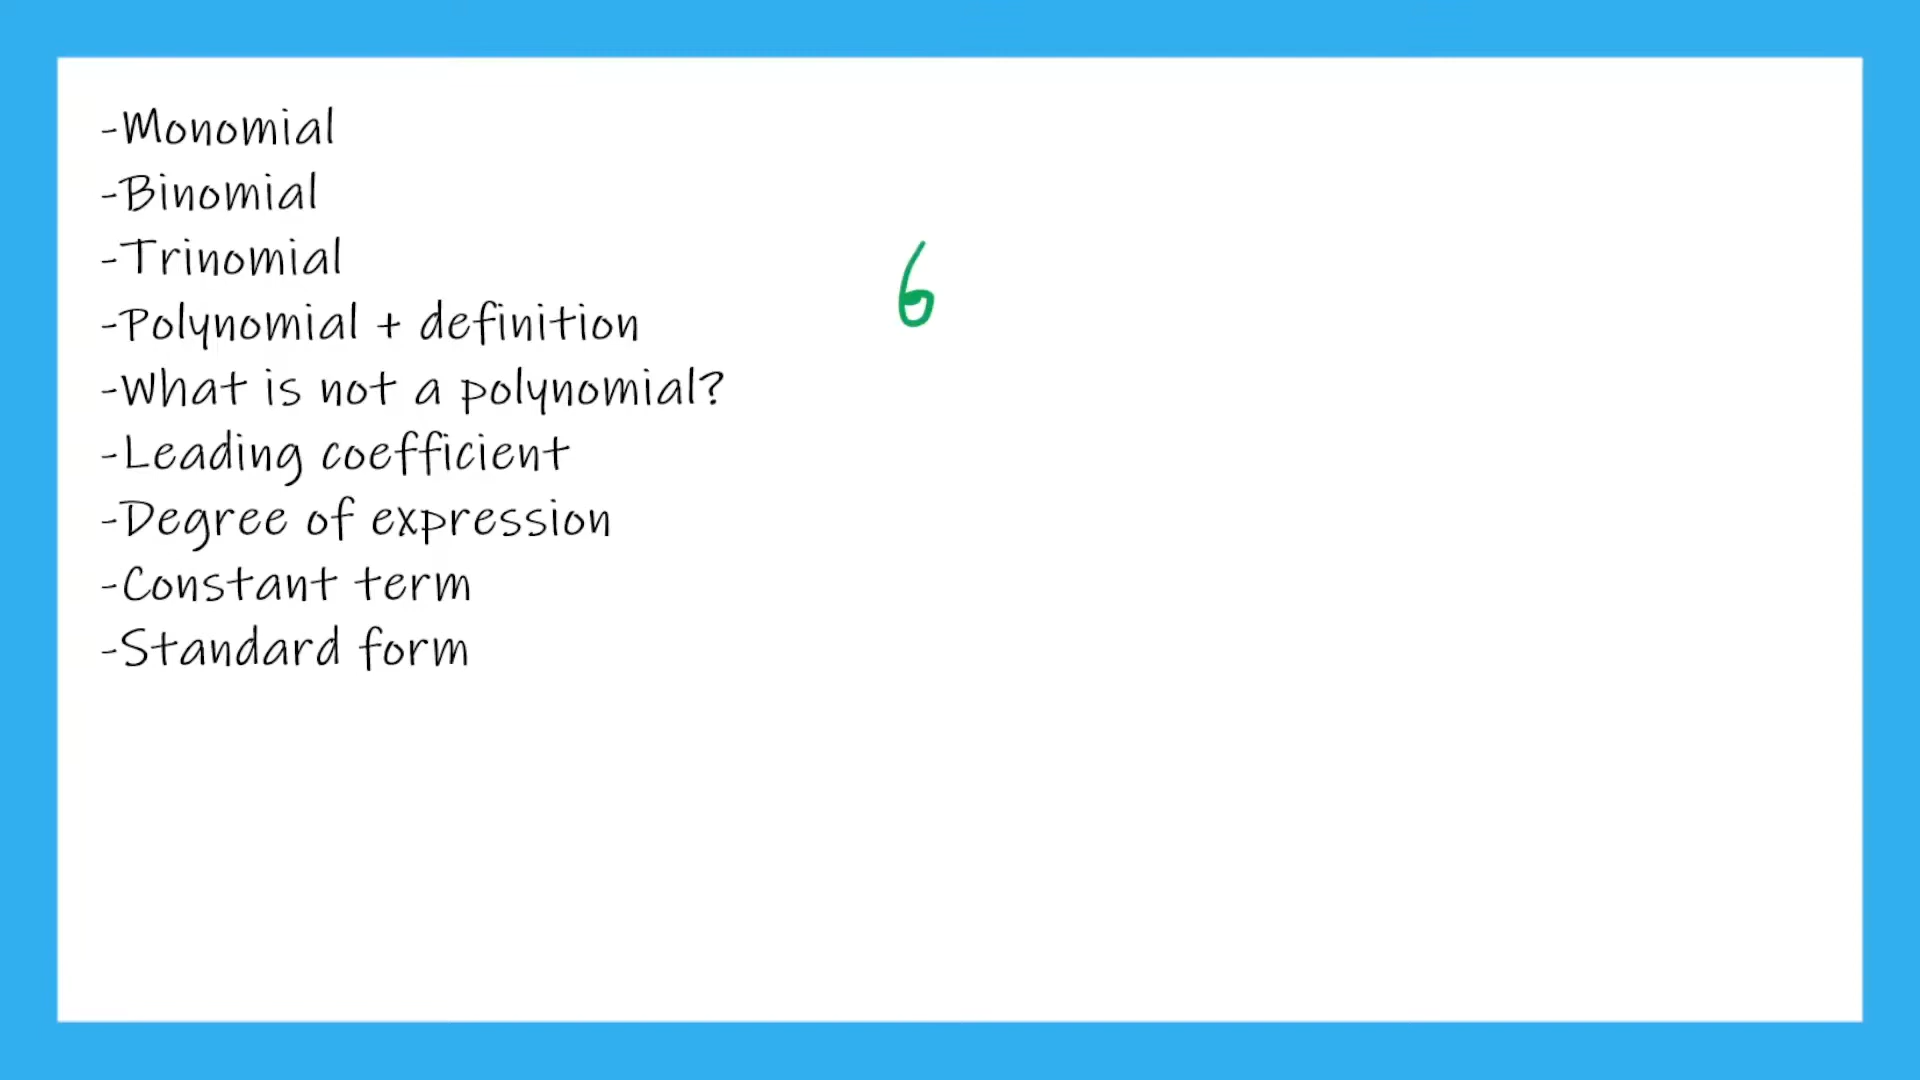 -Monomial
-Binomial
-Trinomial
-Polynomial + definition
-What is not a polynomial?
-Leading coefficient
-Degree of expression
-Constant term
-Standard form
6